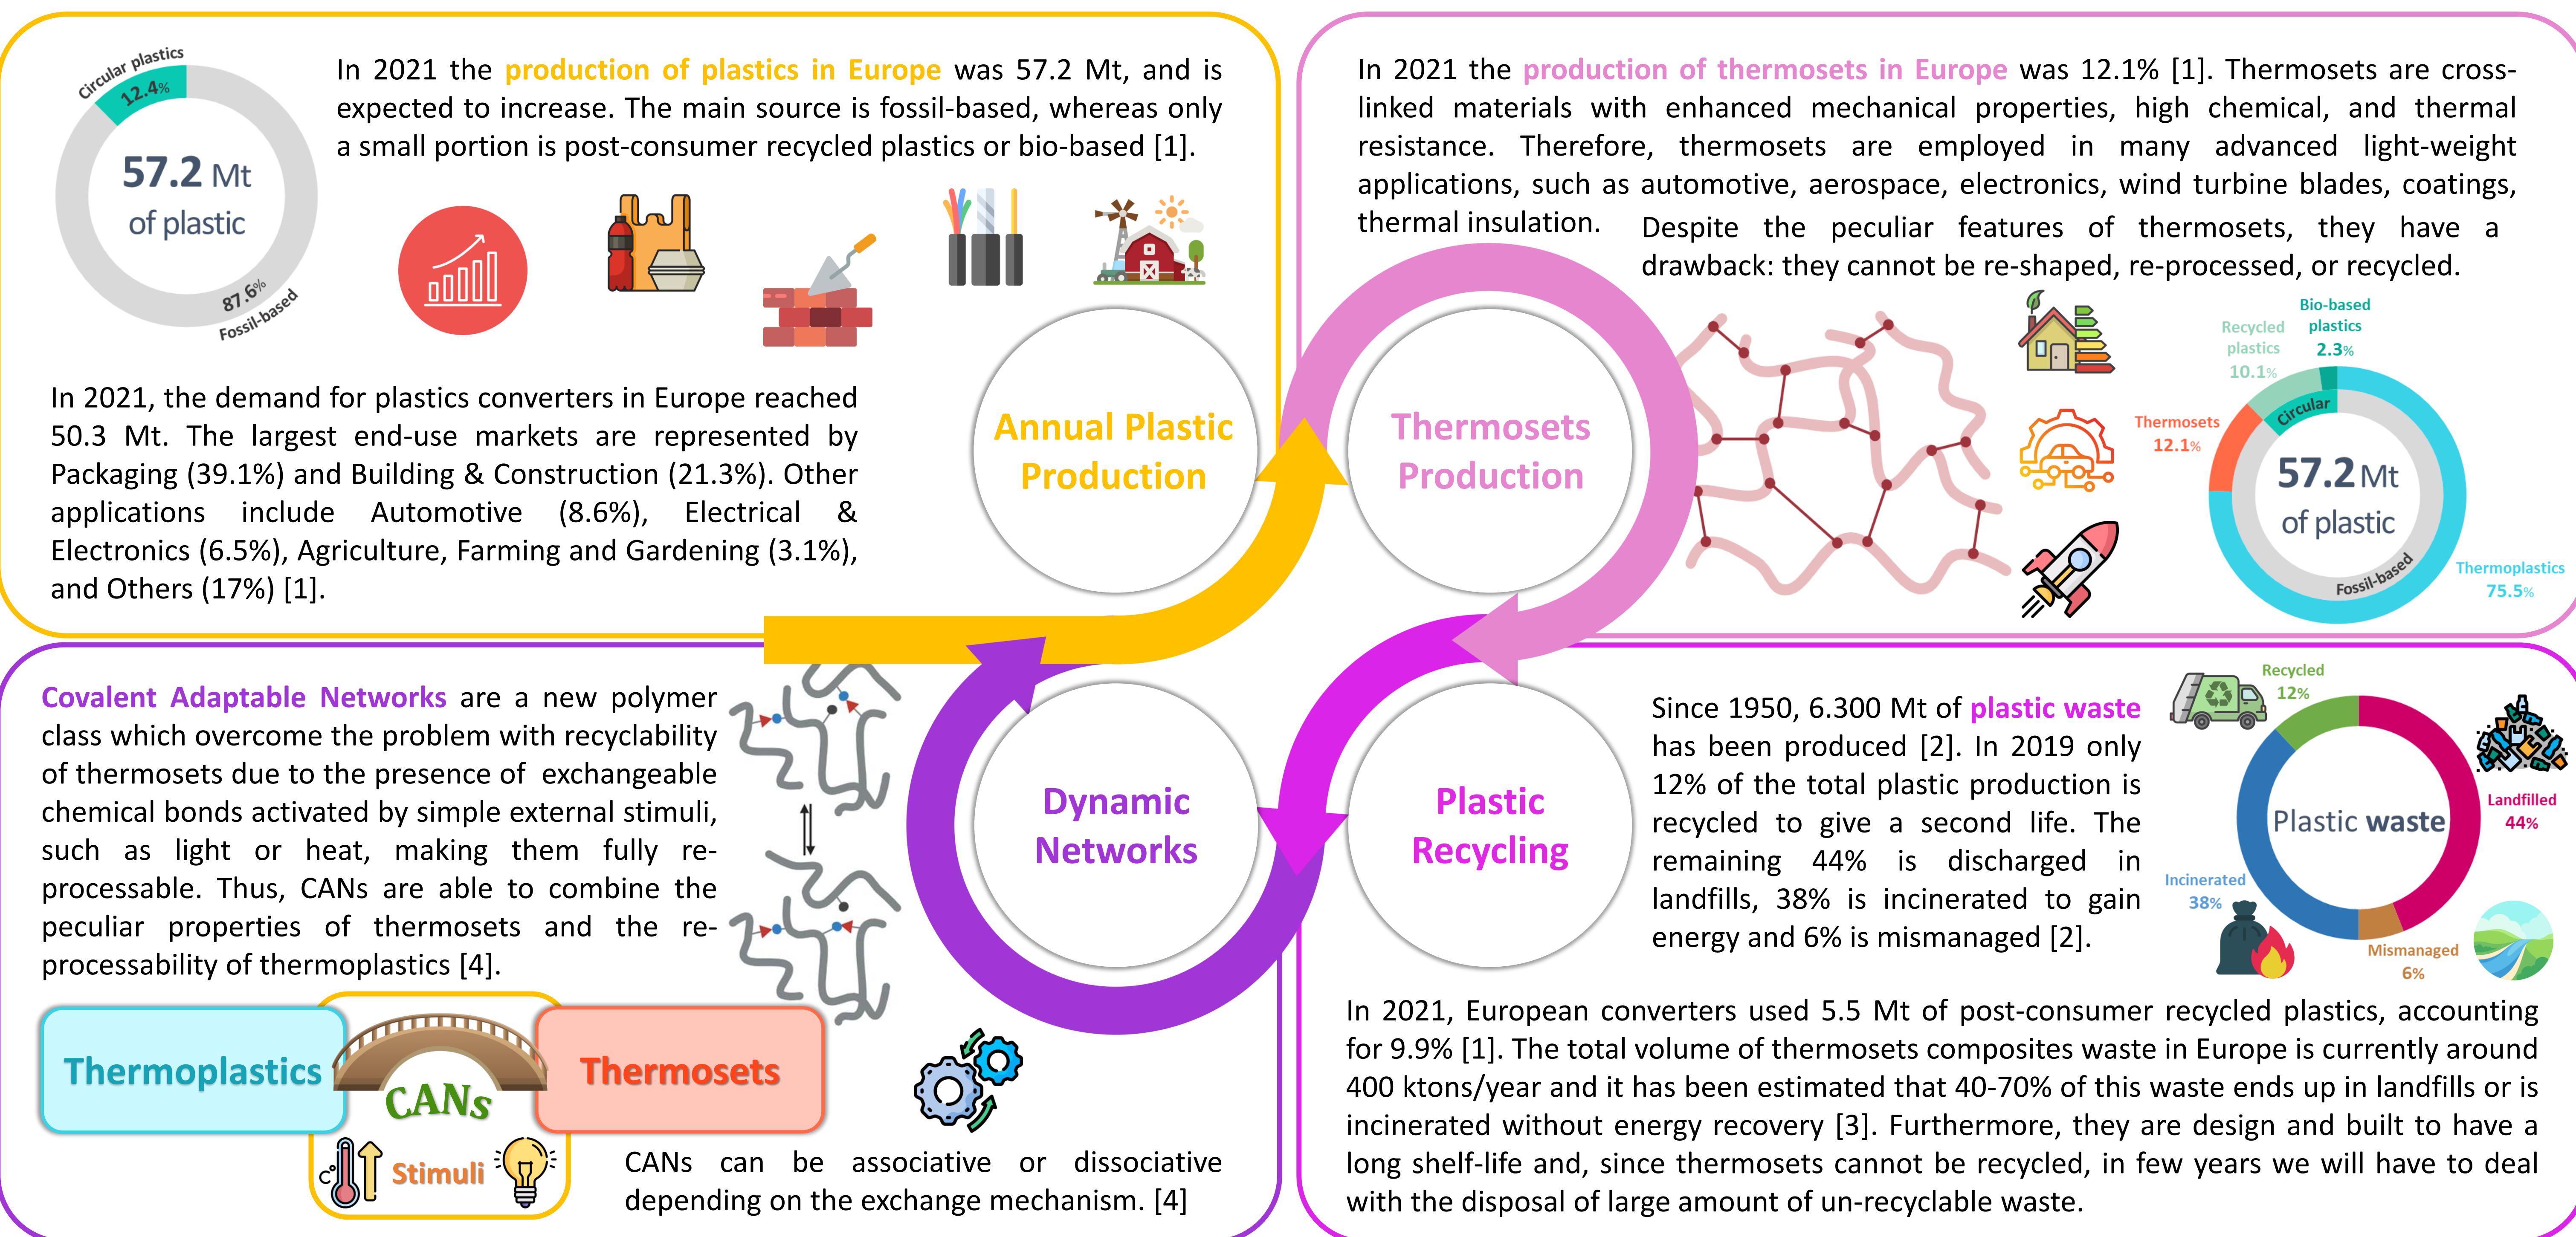 Circular plastics
12.4%
57.2 Mt
of plastic
87.6%
Fossil-based
In 2021 the production of plastics in Europe was 57.2 Mt, and is
expected to increase. The main source is fossil-based, whereas only
a small portion is post-consumer recycled plastics or bio-based [1].
In 2021, the demand for plastics converters in Europe reached
50.3 Mt. The largest end-use markets are represented by
Packaging (39.1%) and Building & Construction (21.3%). Other
applications include Automotive (8.6%), Electrical &
Electronics (6.5%), Agriculture, Farming and Gardening (3.1%),
and Others (17%) [1].
Annual Plastic
Production
In 2021 the production of thermosets in Europe was 12.1% [1]. Thermosets are cross-
linked materials with enhanced mechanical properties, high chemical, and thermal
resistance. Therefore, thermosets are employed in many advanced light-weight
applications, such as automotive, aerospace, electronics, wind turbine blades, coatings,
thermal insulation.
Despite the peculiar features of thermosets, they have a
drawback: they cannot be re-shaped, re-processed, or recycled.
Thermosets
Production
Bio-based
plastics
2.3%
Recycled
plastics
10.1%
Thermosets
12.1%
Circular
57.2 Mt
of plastic
Fossil-based
Thermoplastics
75.5%
Covalent Adaptable Networks are a new polymer
class which overcome the problem with recyclability
of thermosets due to the presence of exchangeable
chemical bonds activated by simple external stimuli,
such as light or heat, making them fully re-
processable. Thus, CANs are able to combine the
peculiar properties of thermosets and the re-
processability of thermoplastics [4].
Dynamic
Networks
Thermoplastics
CANs
Thermosets
C°
Stimuli
CANs can be associative or dissociative
depending on the exchange mechanism. [4]
Plastic
Recycling
Since 1950, 6.300 Mt of plastic waste
has been produced [2]. In 2019 only
12% of the total plastic production is
recycled to give a second life. The
remaining 44% is discharged in
landfills, 38% is incinerated to gain
energy and 6% is mismanaged [2].
Recycled
12%
Plastic waste
Landfilled
44%
Incinerated
38%
Mismanaged
6%
In 2021, European converters used 5.5 Mt of post-consumer recycled plastics, accounting
for 9.9% [1]. The total volume of thermosets composites waste in Europe is currently around
400 ktons/year and it has been estimated that 40-70% of this waste ends up in landfills or is
incinerated without energy recovery [3]. Furthermore, they are design and built to have a
long shelf-life and, since thermosets cannot be recycled, in few years we will have to deal
with the disposal of large amount of un-recyclable waste.